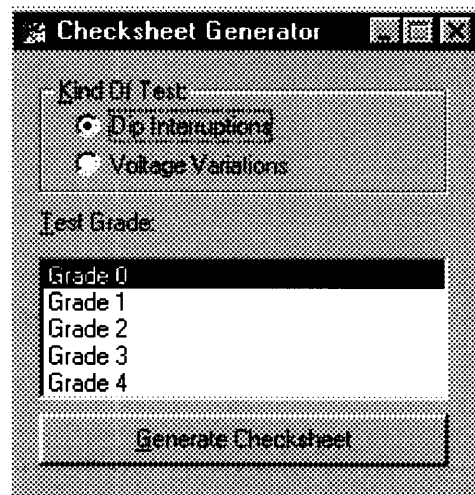 Checksheet Generator
Kind Of Test:
Dip Interruptions
Voltage Variations
Test Grade:
Grade 0
Grade 1
Grade 2
Grade 3
Grade 4
Generate Checksheet